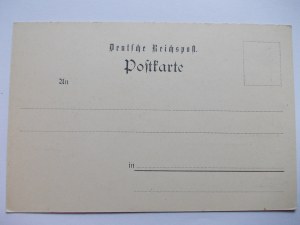 Deutsche Reichspost.
Postkarte
An
in